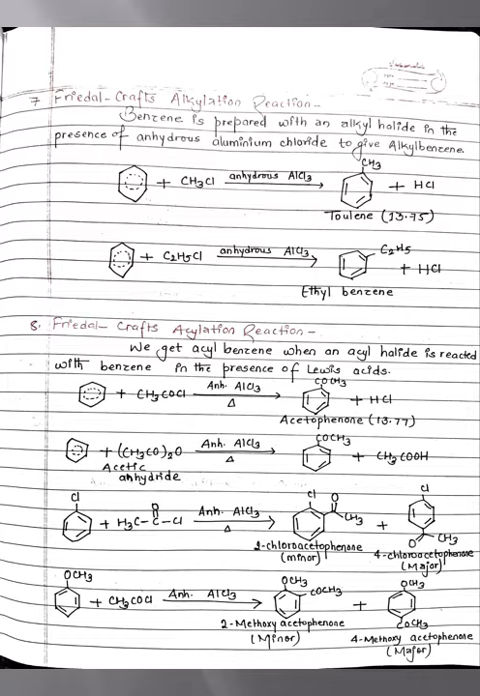 7 Friedal-Crafts Alkylation Reaction-
Benzene is prepared with an alkyl halide in the
presence of anhydrous aluminium chloride to give Alkylbenzene.
+ CH3Cl anhydrous AlCl3 CH3 + HCl
Toulene (13.75)
+ C2H5Cl anhydrous AlCl3 C2H5 + HCl
Ethyl benzene
8. Friedal-Crafts Acylation Reaction-
We get acyl benzene when an acyl halide is reacted
with benzene in the presence of Lewis acids.
+ CH3COCl Anh. AlCl3 Δ COCH3 + HCl
Acetophenone (13.77)
+ (CH3CO)2O Anh. AlCl3 Δ COCH3 + CH3COOH
Acetic
anhydride
Cl + H3C-C-Cl O Anh. AlCl3 Δ Cl O CH3 + Cl O CH3
2-chloroacetophenone
(minor)
4-chloroacetophenone
(Major)
OCH3 + CH3COCl Anh. AlCl3 OCH3 COCH3 + OCH3 COCH3
2-Methoxy acetophenone
(Minor)
4-Methoxy acetophenone
(Major)